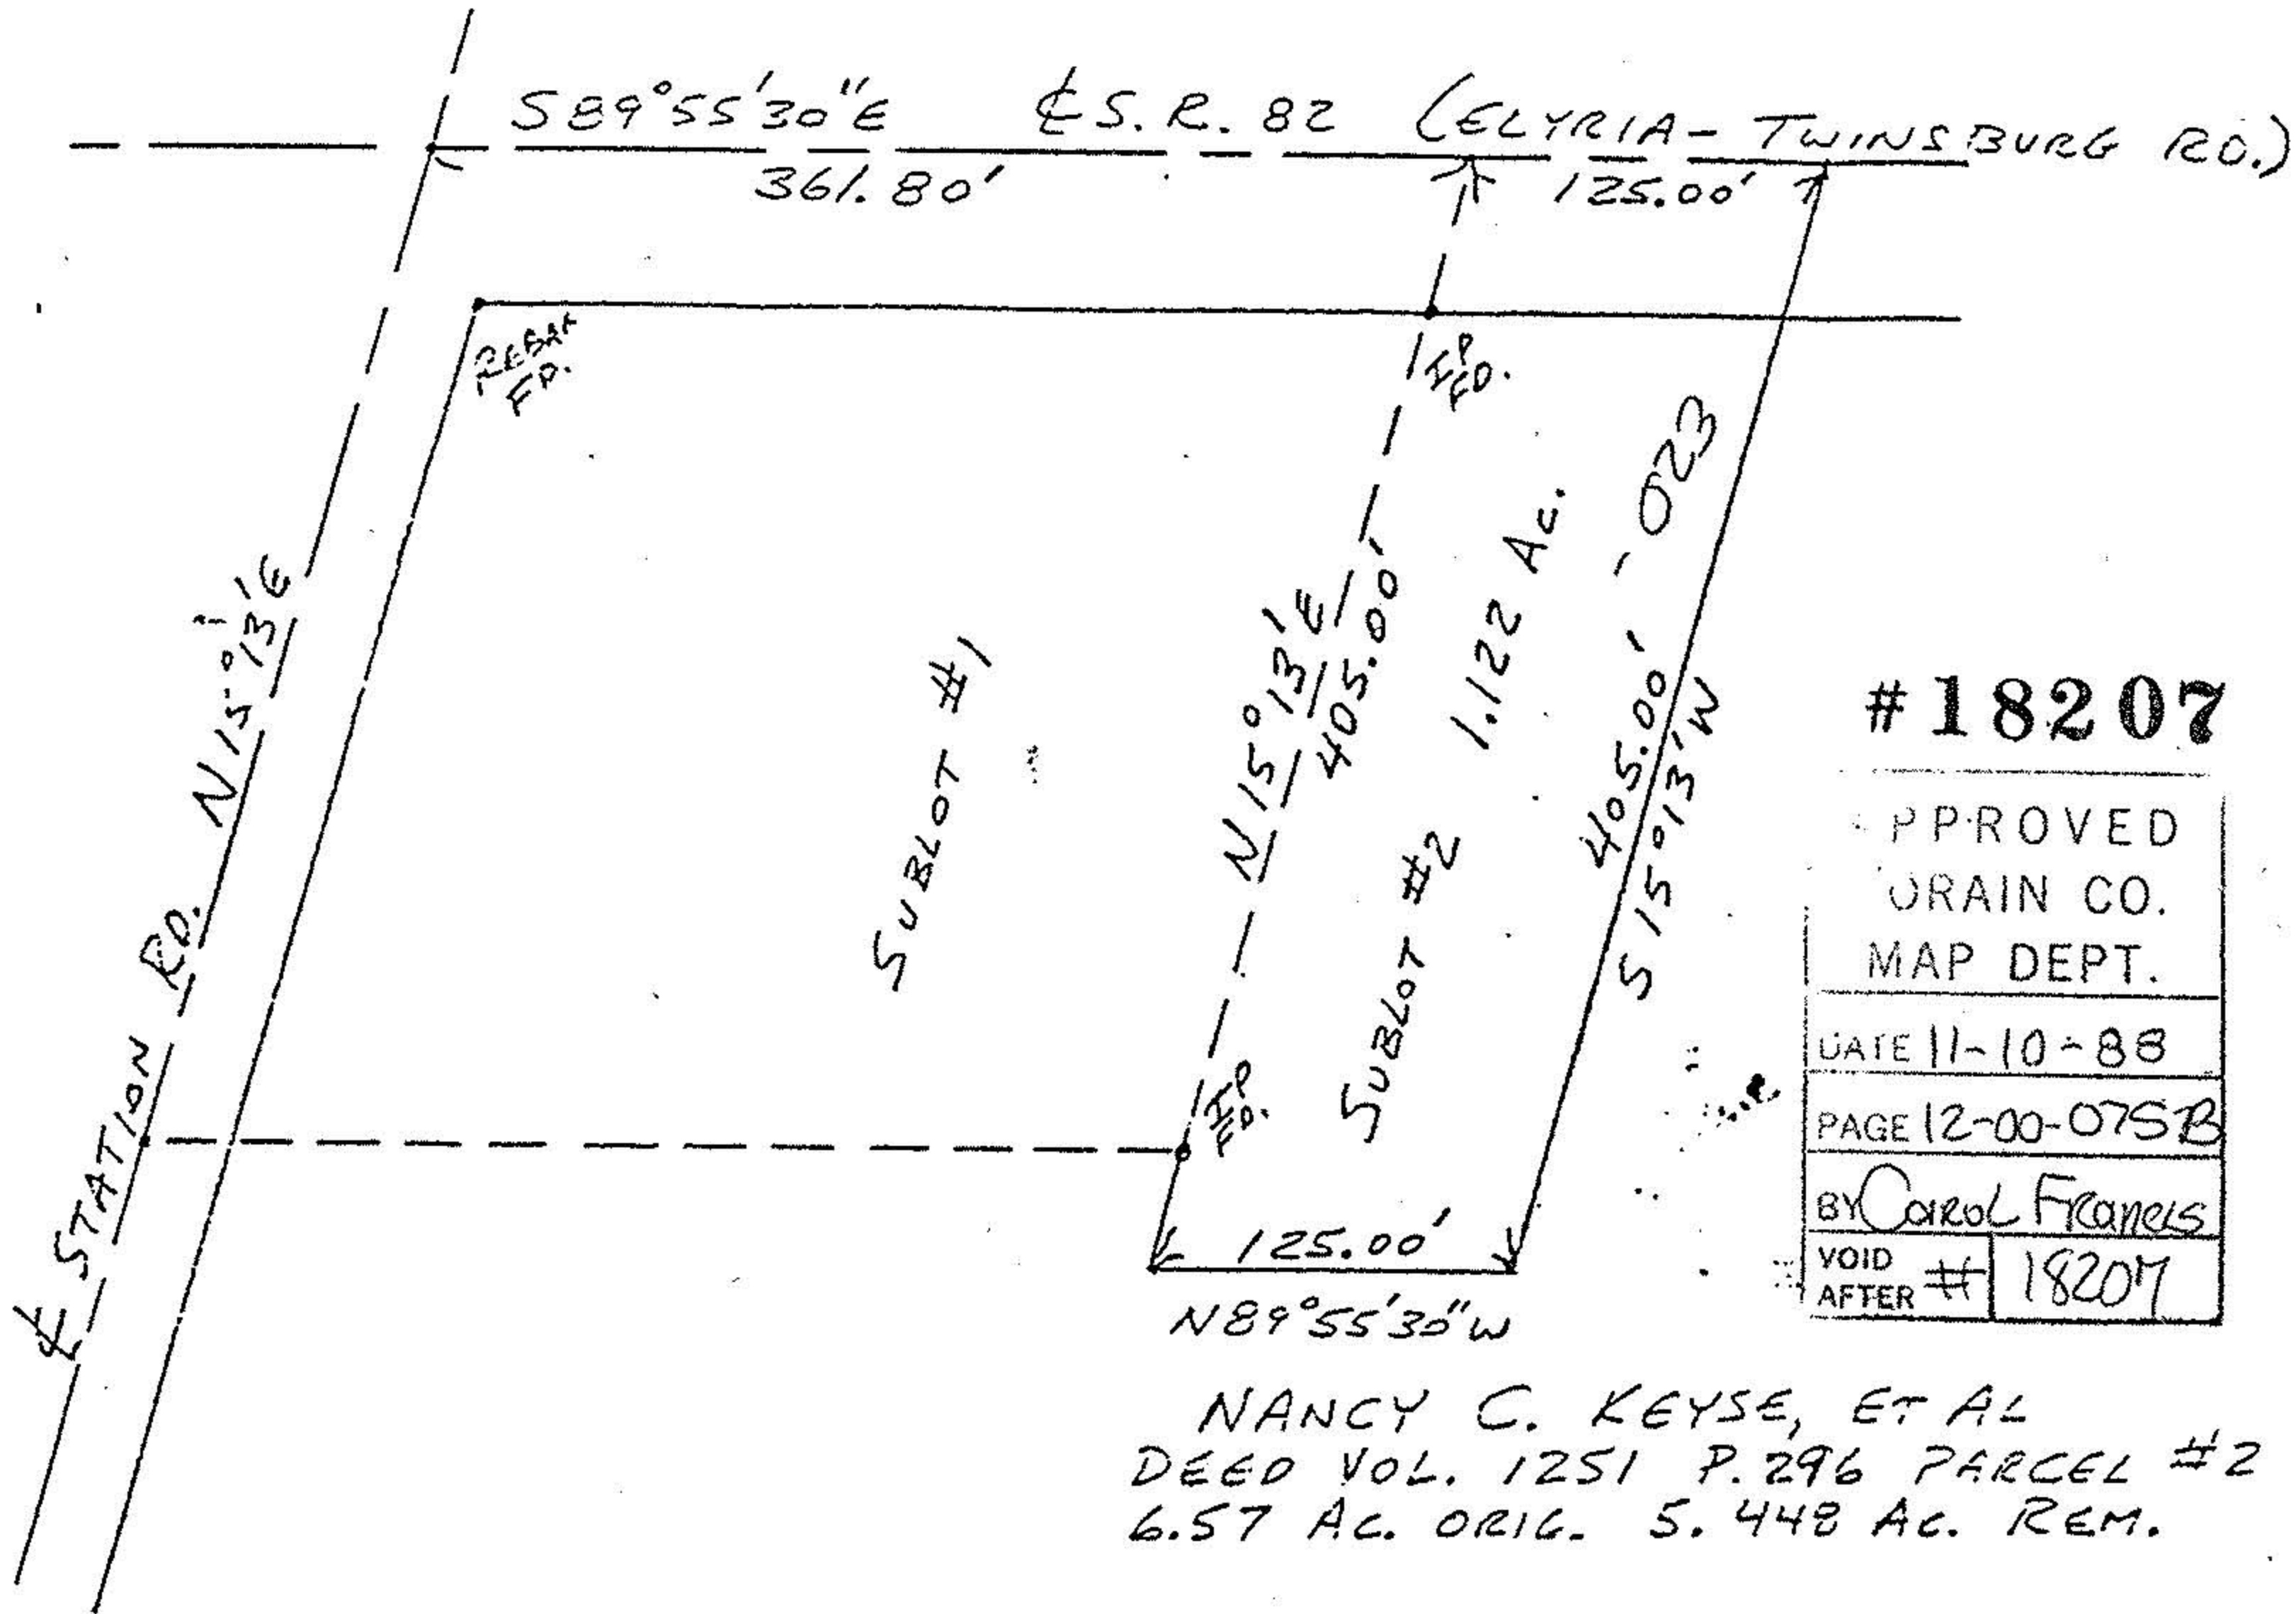 S89°55'30"E ℄ S.R. 82 (ELYRIA-TWINSBURG RD.)
361.80' 125.00'
REBAR
FD.
I.P.
FD.
- 023
N15°13'E
℄ STATION RD.
SUBLOT #1
N15°13'E
405.00'
SUBLOT #2 1.122 AC.
405.00'
S15°13'W
I.P.
FD.
125.00'
N89°55'30"W
#18207
PPROVED
ORAIN CO.
MAP DEPT.
DATE 11-10-88
PAGE 12-00-075B
BY Carol Francis
VOID
AFTER # 18207
NANCY C. KEYSE, ET AL
DEED VOL. 1251 P. 296 PARCEL #2
6.57 AC. ORIG. 5.448 AC. REM.